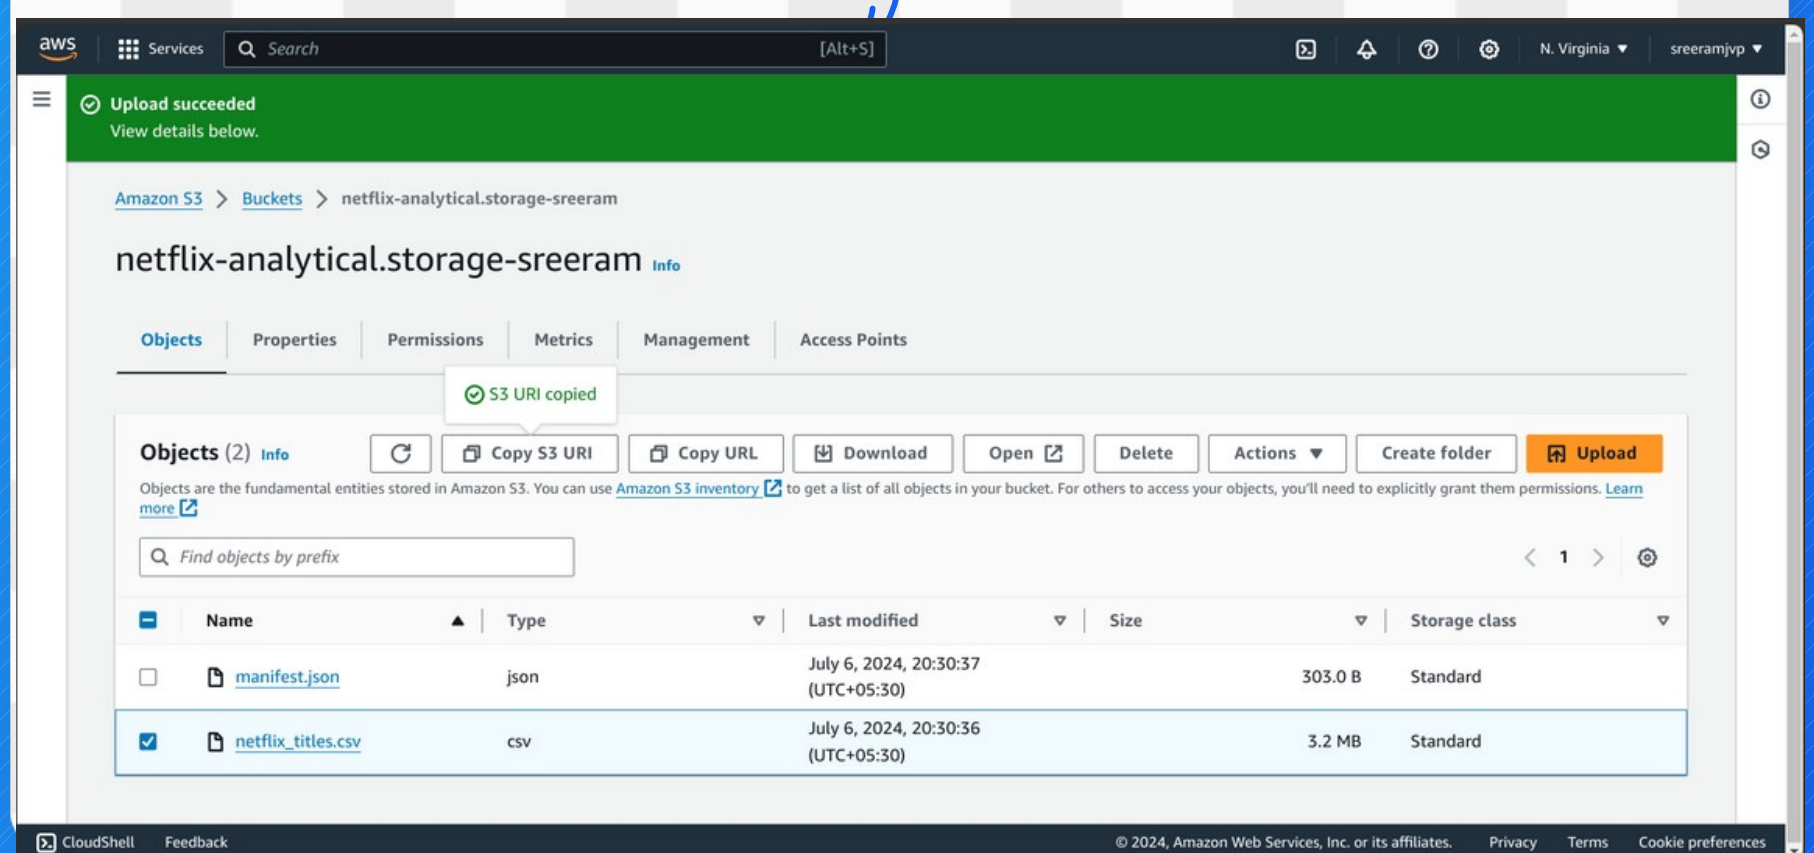 aws
Services
Search
[Alt+S]
N. Virginia ▼
sreeramjvp ▼
Upload succeeded
View details below.
Amazon S3 > Buckets > netflix-analytical.storage-sreeram
netflix-analytical.storage-sreeram Info
Objects
Properties
Permissions
Metrics
Management
Access Points
S3 URI copied
Objects (2) Info
Copy S3 URI
Copy URL
Download
Open
Delete
Actions ▼
Create folder
Upload
Objects are the fundamental entities stored in Amazon S3. You can use Amazon S3 inventory to get a list of all objects in your bucket. For others to access your objects, you'll need to explicitly grant them permissions. Learn
more
Find objects by prefix
< 1 >
Name
Type
Last modified
Size
Storage class
manifest.json
json
July 6, 2024, 20:30:37
(UTC+05:30)
303.0 B
Standard
netflix_titles.csv
csv
July 6, 2024, 20:30:36
(UTC+05:30)
3.2 MB
Standard
CloudShell
Feedback
© 2024, Amazon Web Services, Inc. or its affiliates.
Privacy
Terms
Cookie preferences